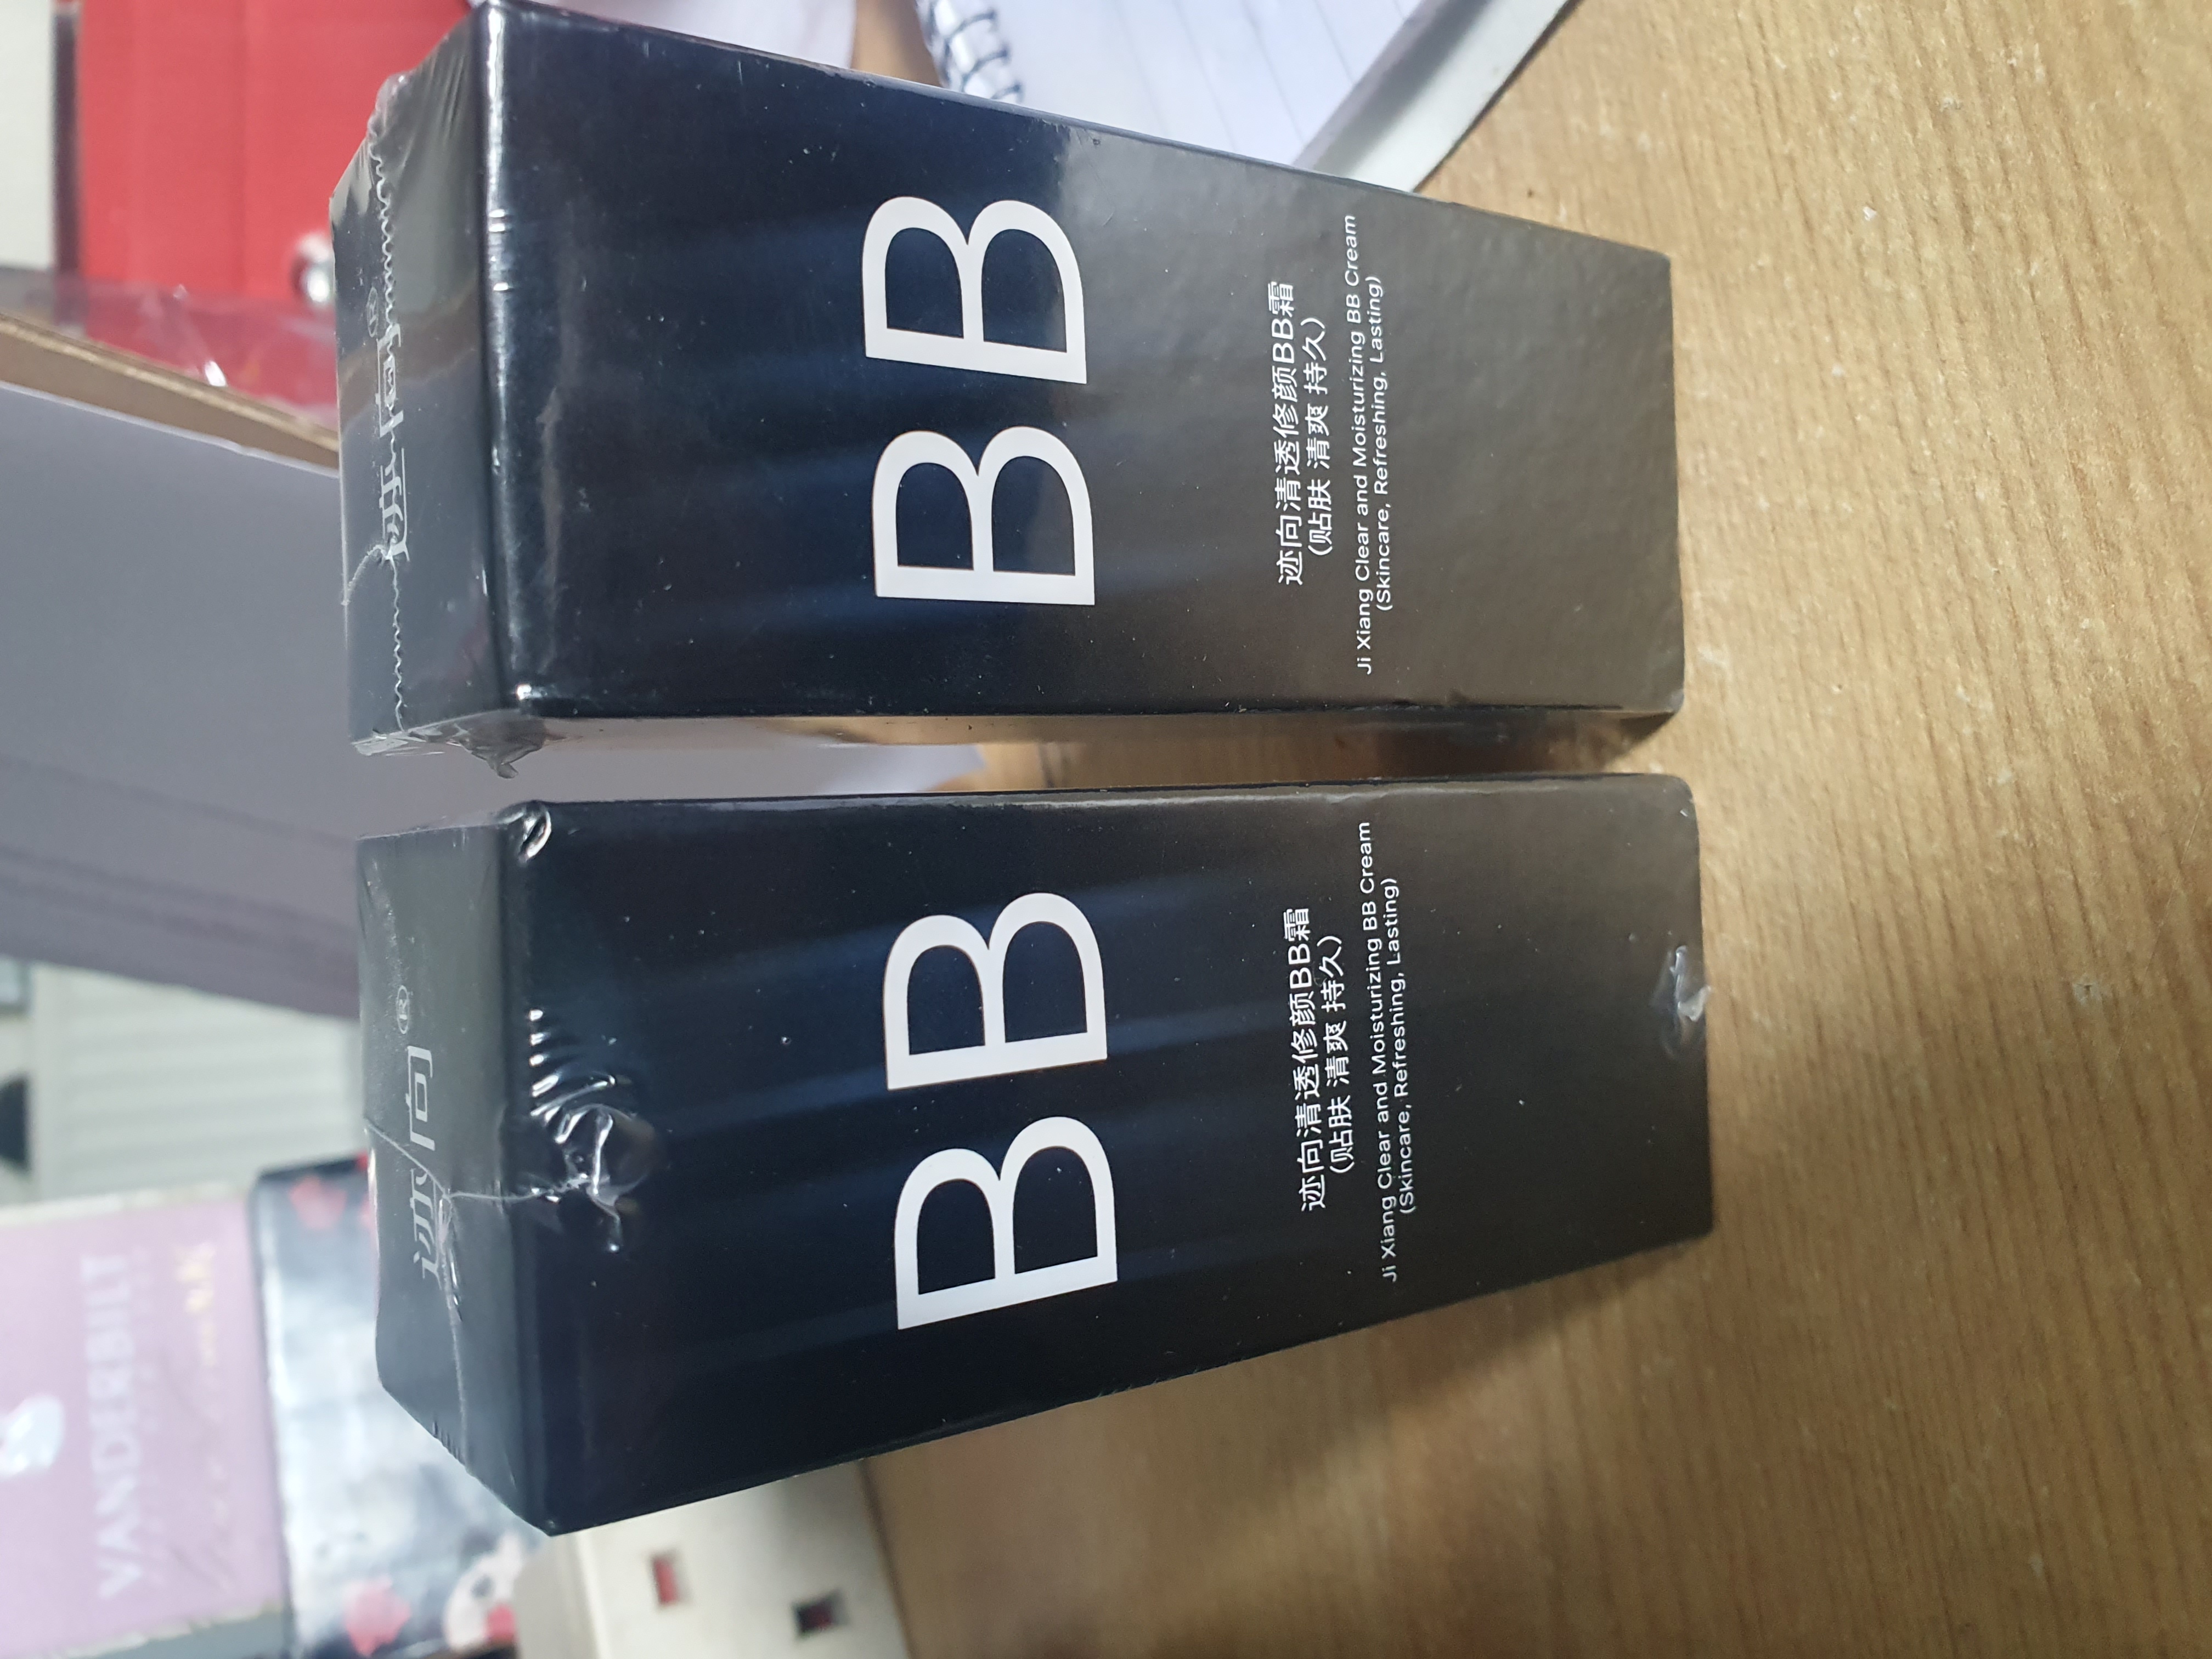 迹向®
BB
迹向清透修颜BB霜
(贴肤 清爽 持久)
Ji Xiang Clear and Moisturizing BB Cream
(Skincare, Refreshing, Lasting)
迹向®
BB
迹向清透修颜BB霜
(贴肤 清爽 持久)
Ji Xiang Clear and Moisturizing BB Cream
(Skincare, Refreshing, Lasting)
VANDERBILT